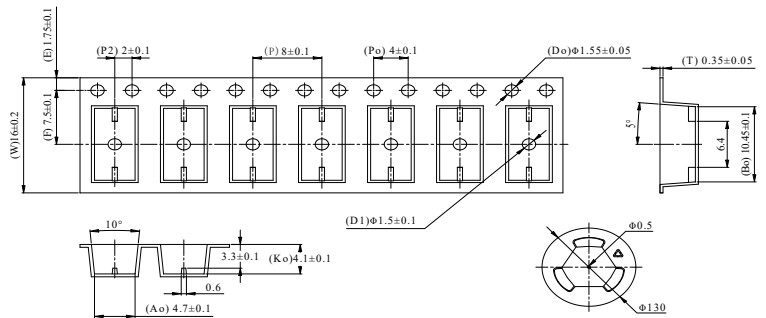 (E) 1.75±0.1
(P2) 2±0.1
(P) 8±0.1
(Po) 4±0.1
(Do)Φ1.55±0.05
(T) 0.35±0.05
(W)16±0.2
(F) 7.5±0.1
5°
6.4
(Bo) 10.45±0.1
(D1)Φ1.5±0.1
10°
3.3±0.1
(Ko)4.1±0.1
0.6
(Ao) 4.7±0.1
Φ0.5
Φ130